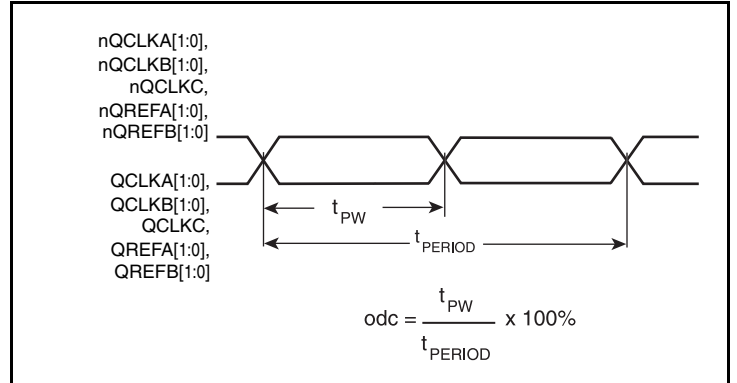 nQCLKA[1:0],
nQCLKB[1:0],
nQCLKC,
nQREFA[1:0],
nQREFB[1:0]
QCLKA[1:0],
QCLKB[1:0],
QCLKC,
QREFA[1:0],
QREFB[1:0]
tPW
tPERIOD
odc = tPW / tPERIOD x 100%